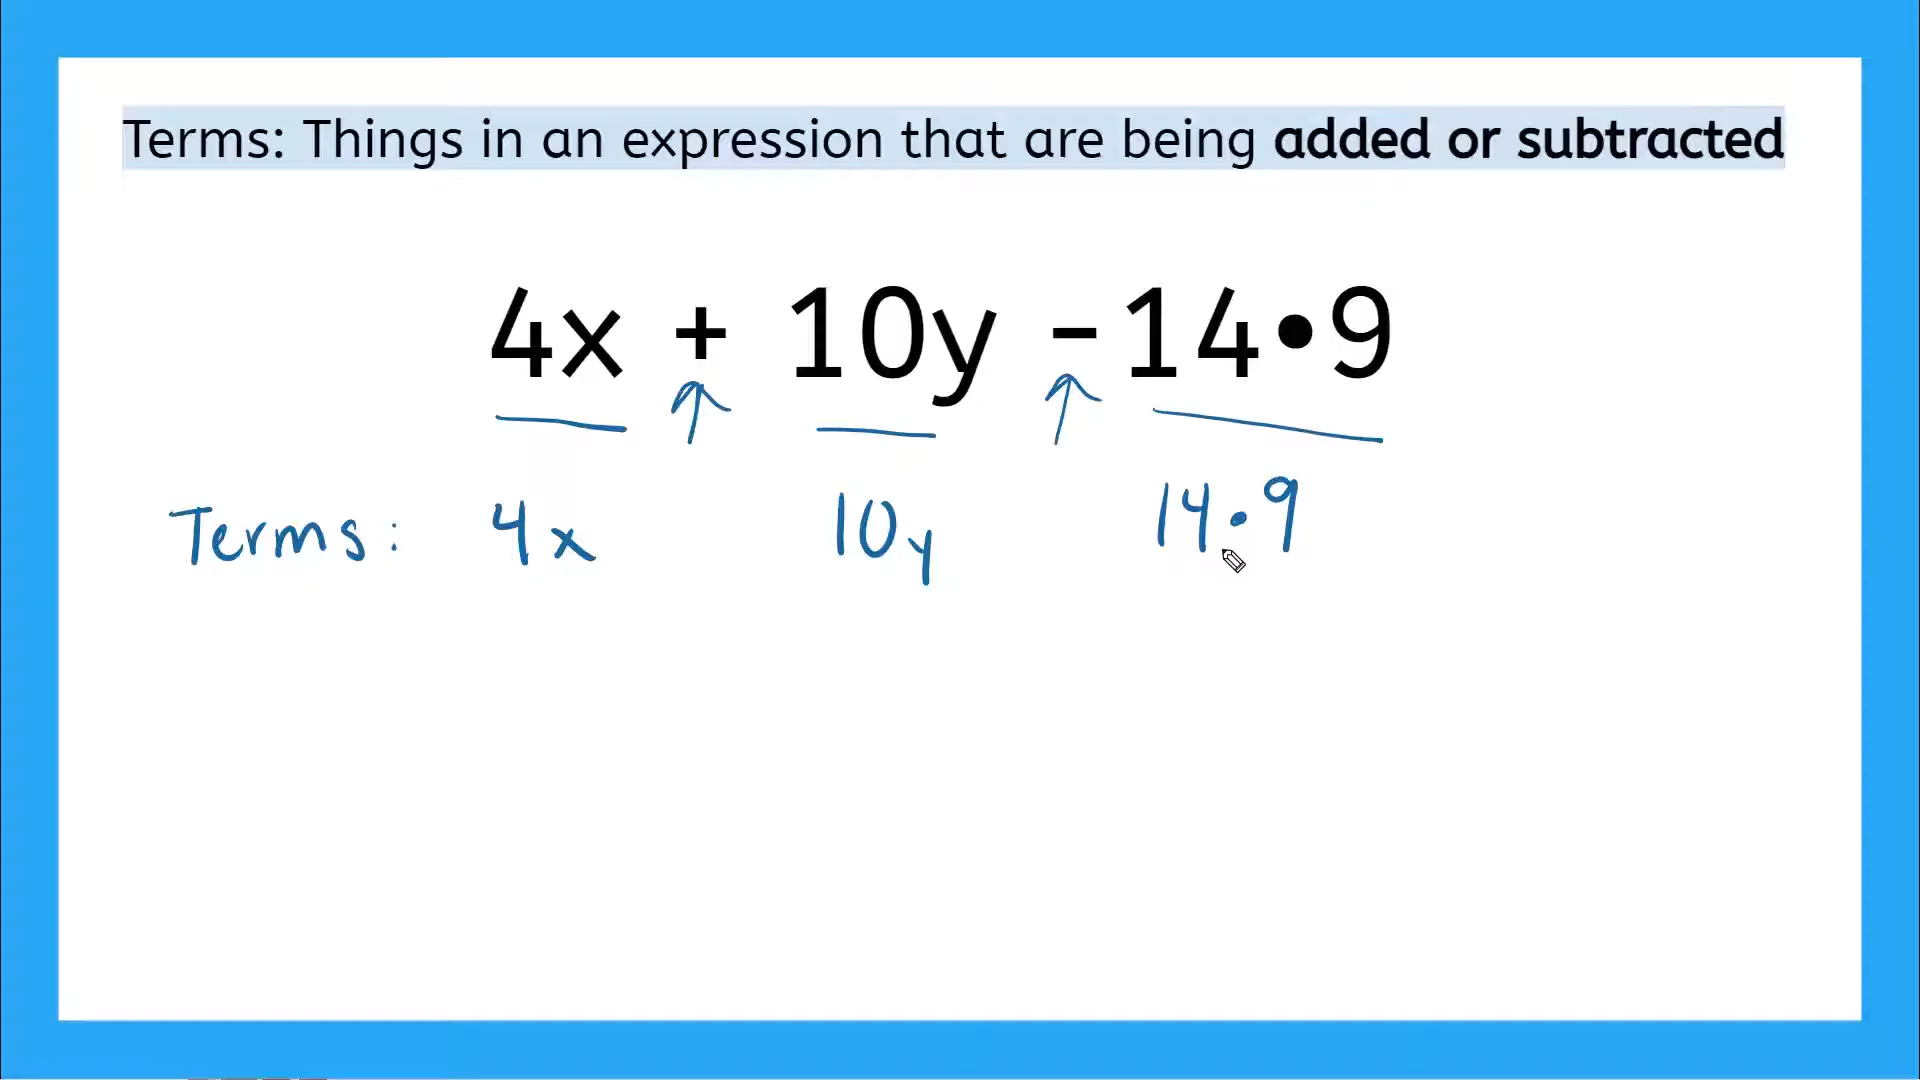 Terms: Things in an expression that are being added or subtracted
4x + 10y -14•9
Terms: 4x 10y 14•9